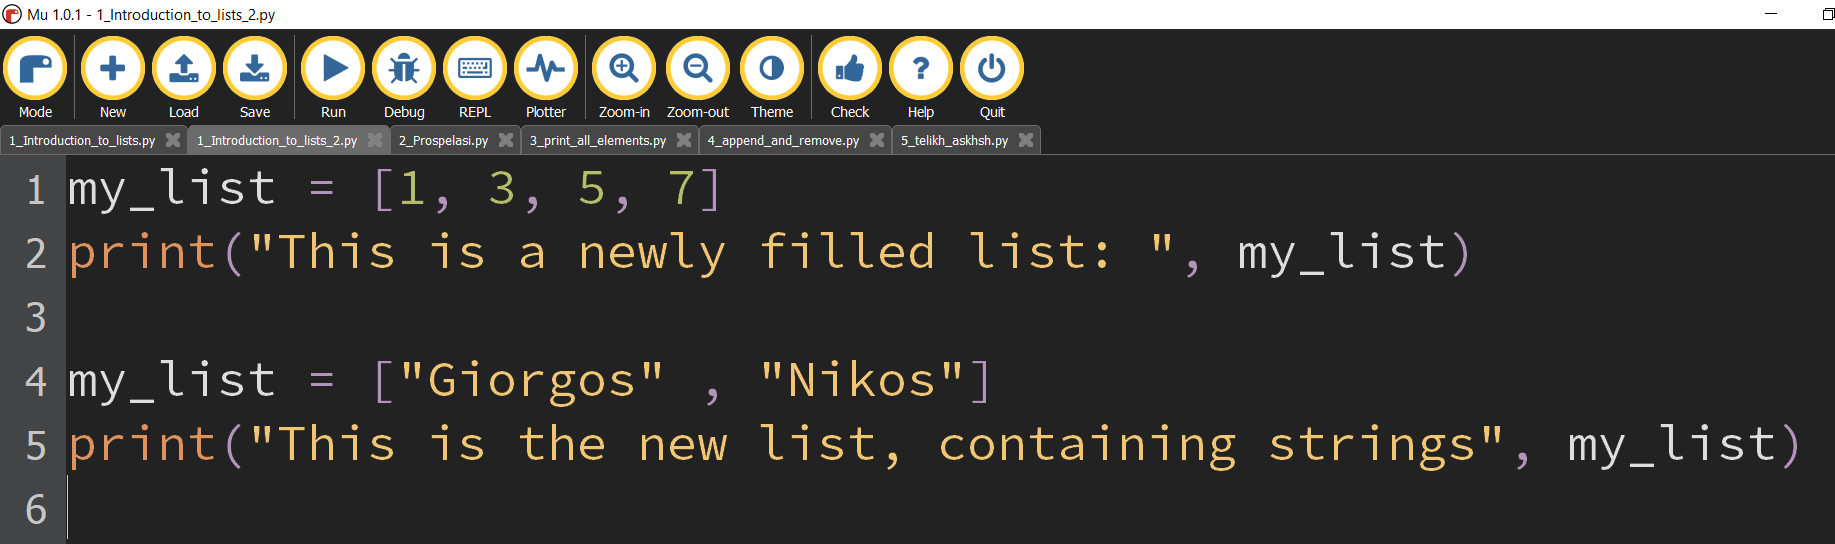 Mu 1.0.1 - 1_Introduction_to_lists_2.py
Mode New Load Save Run Debug REPL Plotter Zoom-in Zoom-out Theme Check Help Quit
1_Introduction_to_lists.py 1_Introduction_to_lists_2.py 2_Prospelasi.py 3_print_all_elements.py 4_append_and_remove.py 5_telikh_askhsh.py
1 my_list = [1, 3, 5, 7]
2 print("This is a newly filled list: ", my_list)
3
4 my_list = ["Giorgos" , "Nikos"]
5 print("This is the new list, containing strings", my_list)
6